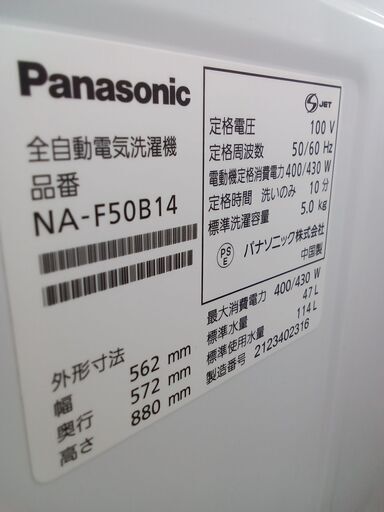 Panasonic
全自動電気洗濯機
品番
NA-F50B14
外形寸法
幅 562 mm
奥行 572 mm
高さ 880 mm
S JET
定格電圧 100 V
定格周波数 50/60 Hz
電動機定格消費電力 400/430 W
定格時間 洗いのみ 10分
標準洗濯容量 5.0 kg
PS
E
パナソニック株式会社
中国製
最大消費電力 400/430 W
標準水量 47L
標準使用水量 114L
製造番号 2123402316